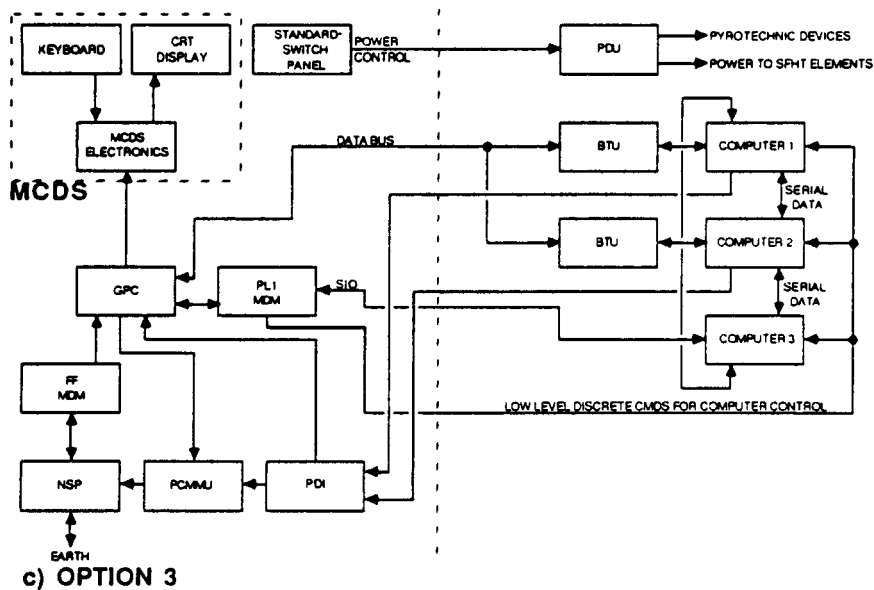 KEYBOARD
CRT
DISPLAY
STANDARD-
SWITCH
PANEL
POWER
CONTROL
PDU
PYROTECHNIC DEVICES
POWER TO SFHT ELEMENTS
MCDS
ELECTRONICS
MCDS
DATA BUS
BTU
COMPUTER 1
SERIAL
DATA
BTU
COMPUTER 2
GPC
PL1
MDM
SIO
SERIAL
DATA
COMPUTER 3
FF
MDM
LOW LEVEL DISCRETE CMDS FOR COMPUTER CONTROL
NSP
PCMMU
PDI
EARTH
c) OPTION 3